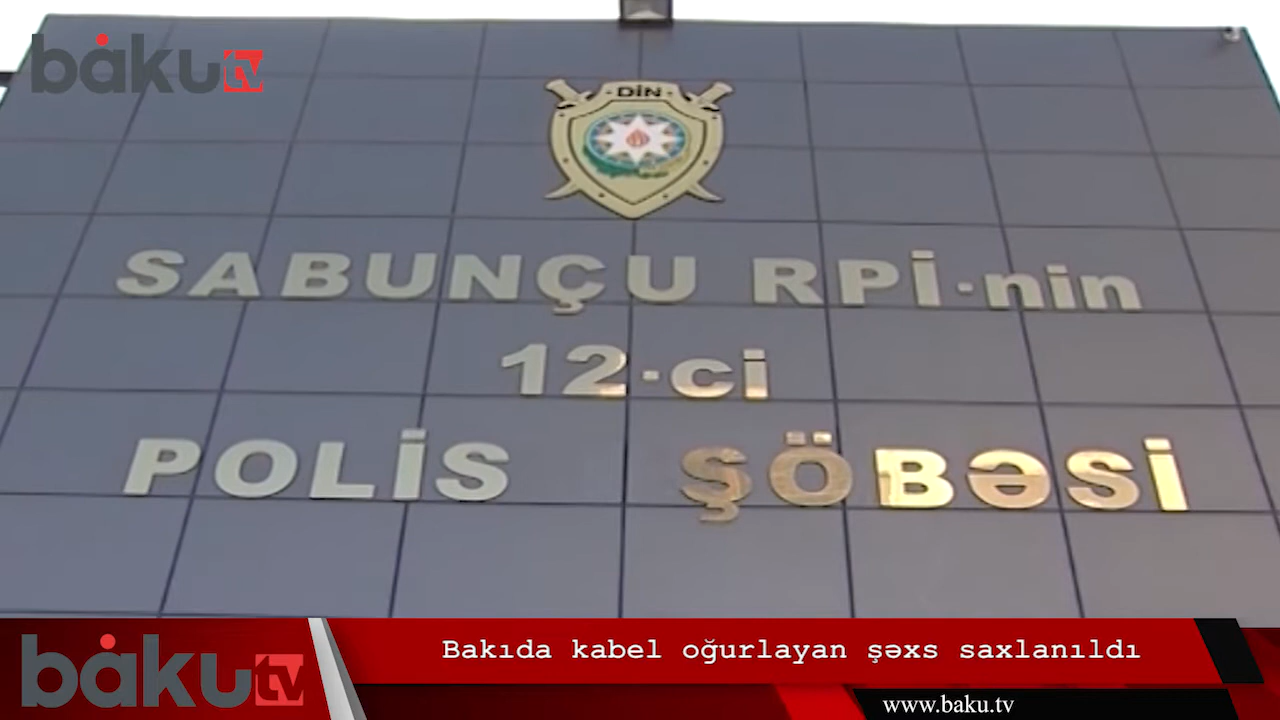 bakutv
DİN
SABUNÇU RPİ-nin
12-ci
POLİS ŞÖBƏSİ
bakutv
Bakıda kabel oğurlayan şəxs saxlanıldı
www.baku.tv